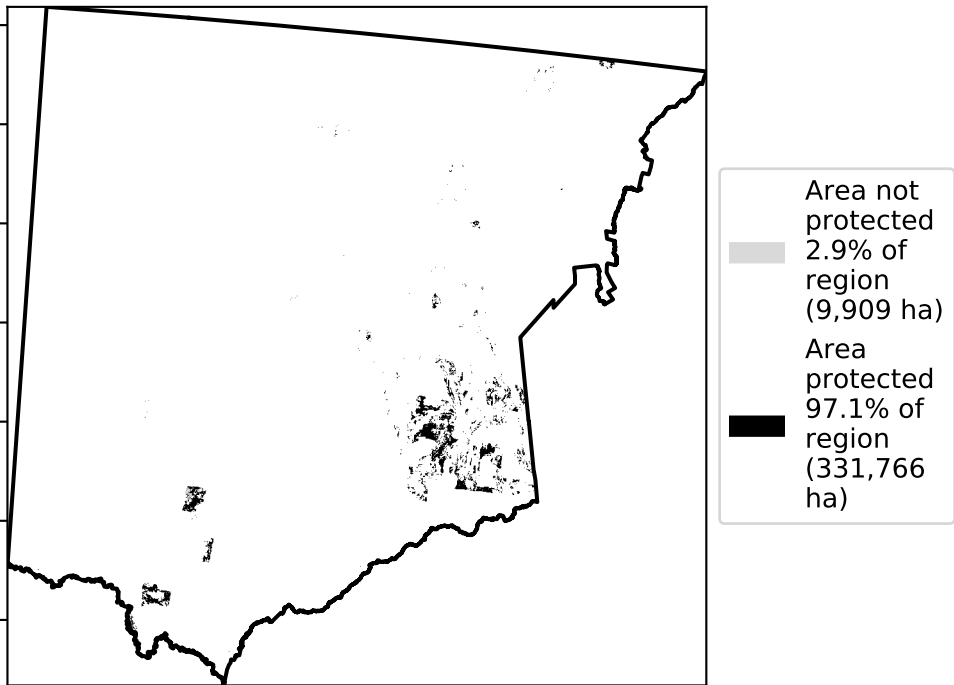 Area not
protected
2.9% of
region
(9,909 ha)
Area
protected
97.1% of
region
(331,766
ha)